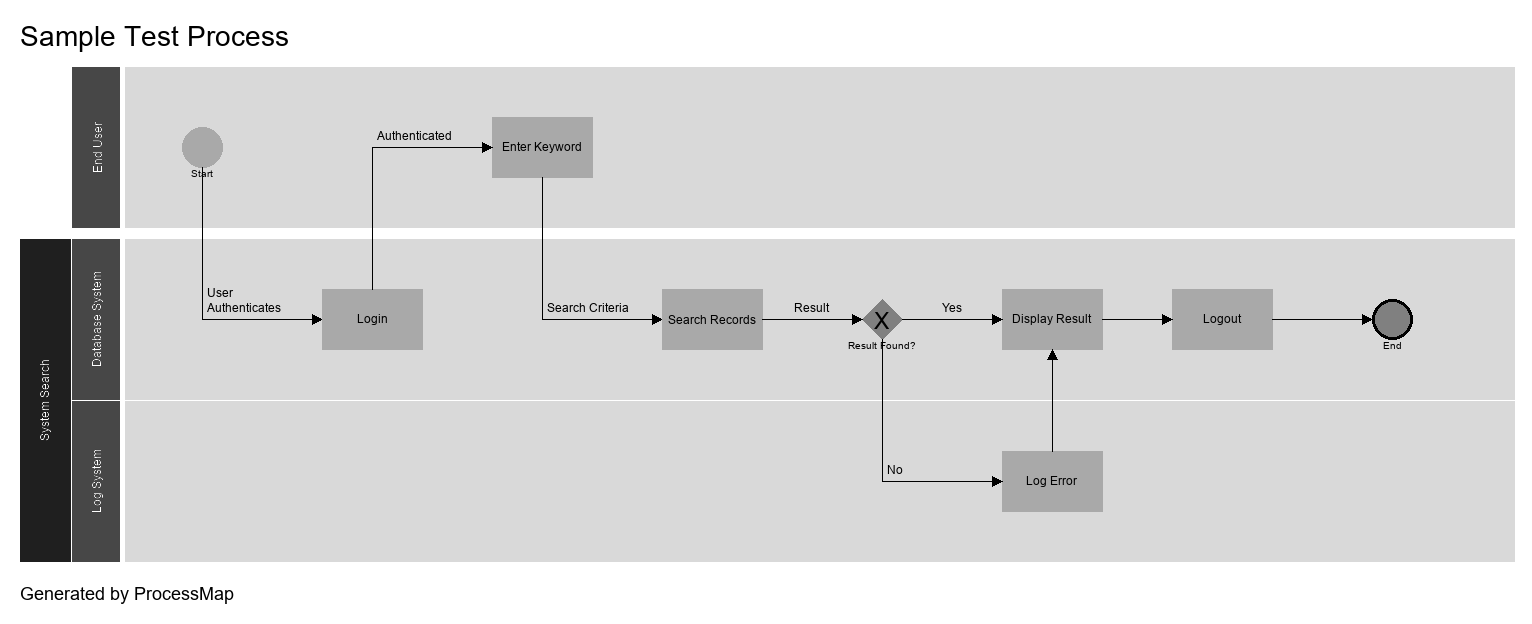 Sample Test Process
End User
Start
Authenticated
Enter Keyword
System Search
Database System
User
Authenticates
Login
Search Criteria
Search Records
Result
X
Result Found?
Yes
Display Result
Logout
End
Log System
No
Log Error
Generated by ProcessMap